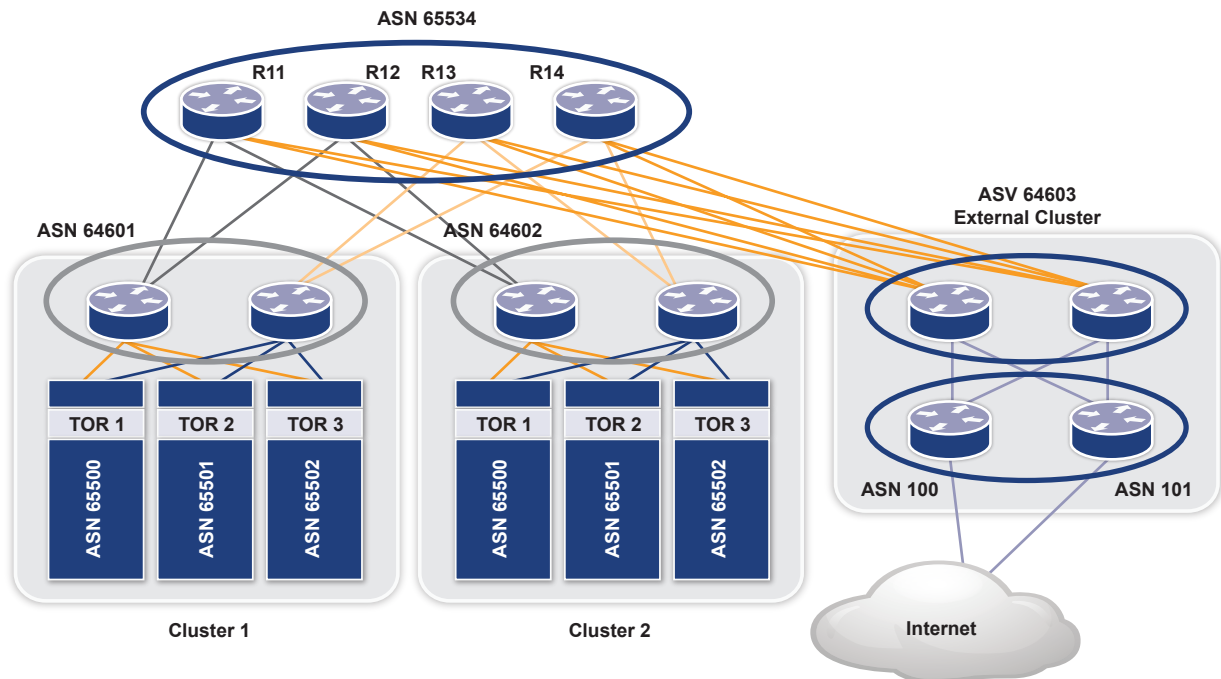 ASN 65534
R11
R12
R13
R14
ASV 64603
External Cluster
ASN 64601
ASN 64602
TOR 1
TOR 2
TOR 3
ASN 65500
ASN 65501
ASN 65502
TOR 1
TOR 2
TOR 3
ASN 65500
ASN 65501
ASN 65502
ASN 100
ASN 101
Cluster 1
Cluster 2
Internet